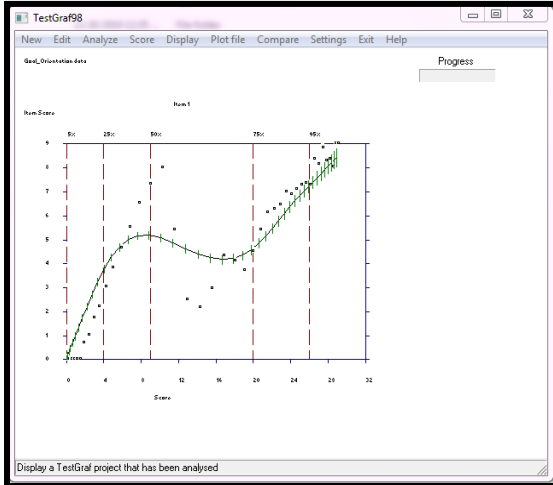 TestGraf98
New Edit Analyze Score Display Plot file Compare Settings Exit Help
Goal_Orientation data
Progress
Item 1
Item Score
5% 25% 50% 75% 95%
9
8
7
6
5
4
3
2
1
0
0 4 8 12 16 20 24 28 32
Score
Display a TestGraf project that has been analysed